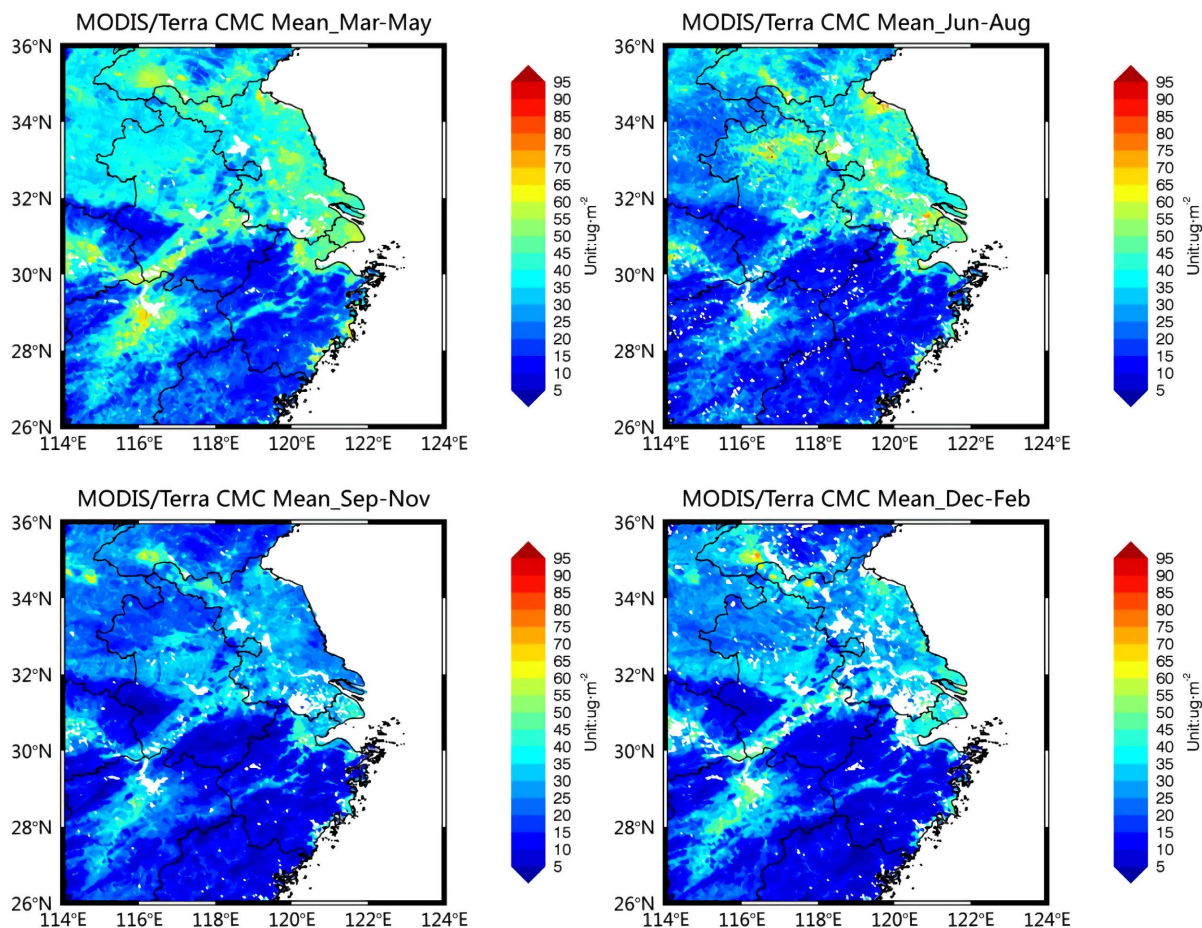 MODIS/Terra CMC Mean_Mar-May
36°N
34°N
32°N
30°N
28°N
26°N
114°E 116°E 118°E 120°E 122°E 124°E
95
90
85
80
75
70
65
60
55
50
45
40
35
30
25
20
15
10
5
Unit:ug·m⁻²
MODIS/Terra CMC Mean_Jun-Aug
36°N
34°N
32°N
30°N
28°N
26°N
114°E 116°E 118°E 120°E 122°E 124°E
95
90
85
80
75
70
65
60
55
50
45
40
35
30
25
20
15
10
5
Unit:ug·m⁻²
MODIS/Terra CMC Mean_Sep-Nov
36°N
34°N
32°N
30°N
28°N
26°N
114°E 116°E 118°E 120°E 122°E 124°E
95
90
85
80
75
70
65
60
55
50
45
40
35
30
25
20
15
10
5
Unit:ug·m⁻²
MODIS/Terra CMC Mean_Dec-Feb
36°N
34°N
32°N
30°N
28°N
26°N
114°E 116°E 118°E 120°E 122°E 124°E
95
90
85
80
75
70
65
60
55
50
45
40
35
30
25
20
15
10
5
Unit:ug·m⁻²